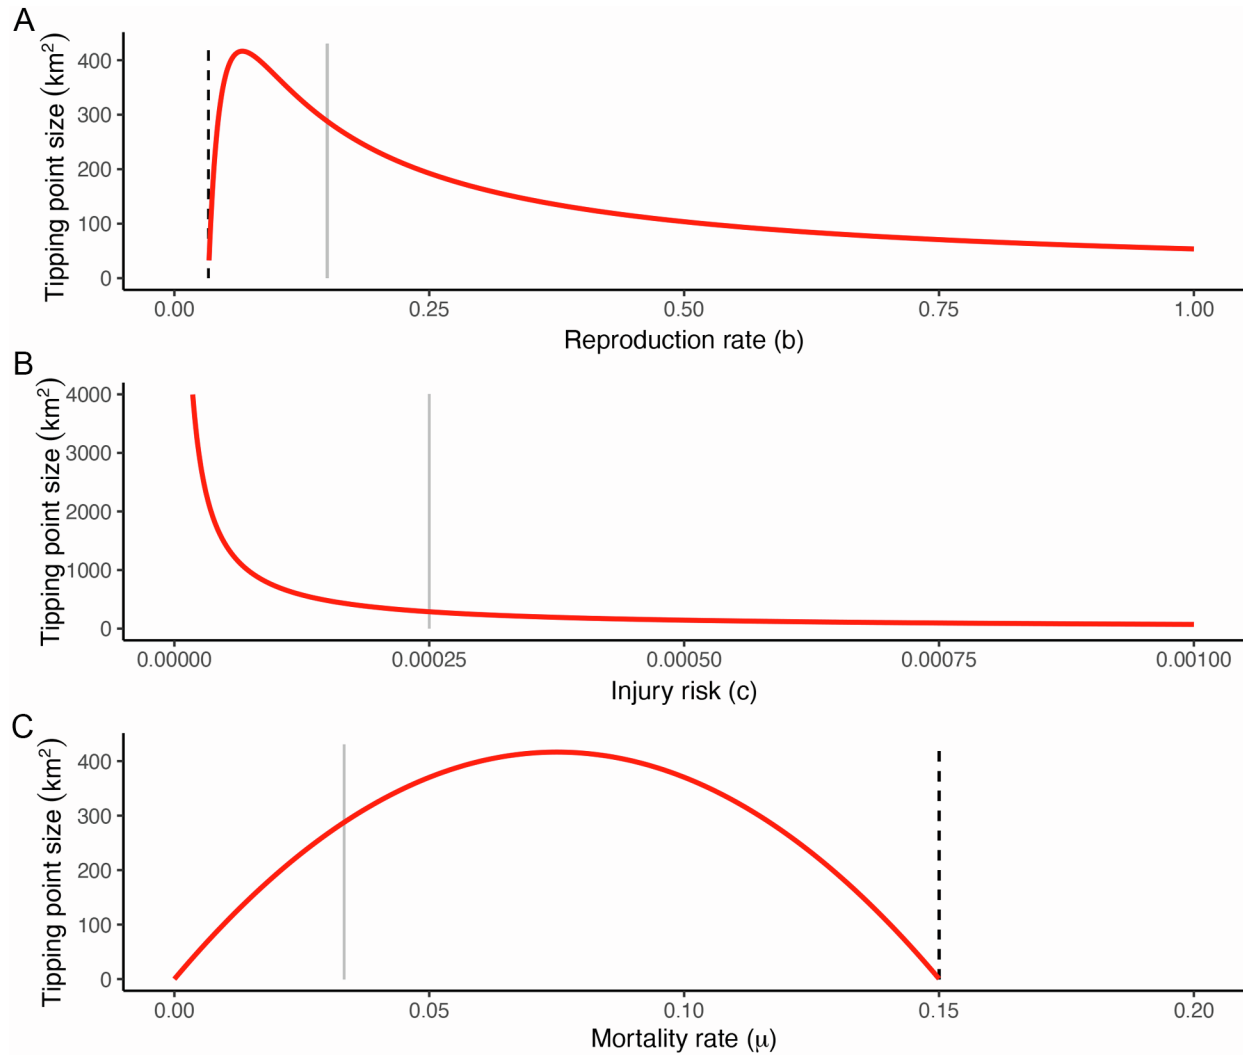 A
Tipping point size (km²)
400
300
200
100
0
0.00 0.25 0.50 0.75 1.00
Reproduction rate (b)
B
Tipping point size (km²)
4000
3000
2000
1000
0
0.00000 0.00025 0.00050 0.00075 0.00100
Injury risk (c)
C
Tipping point size (km²)
400
300
200
100
0
0.00 0.05 0.10 0.15 0.20
Mortality rate (μ)